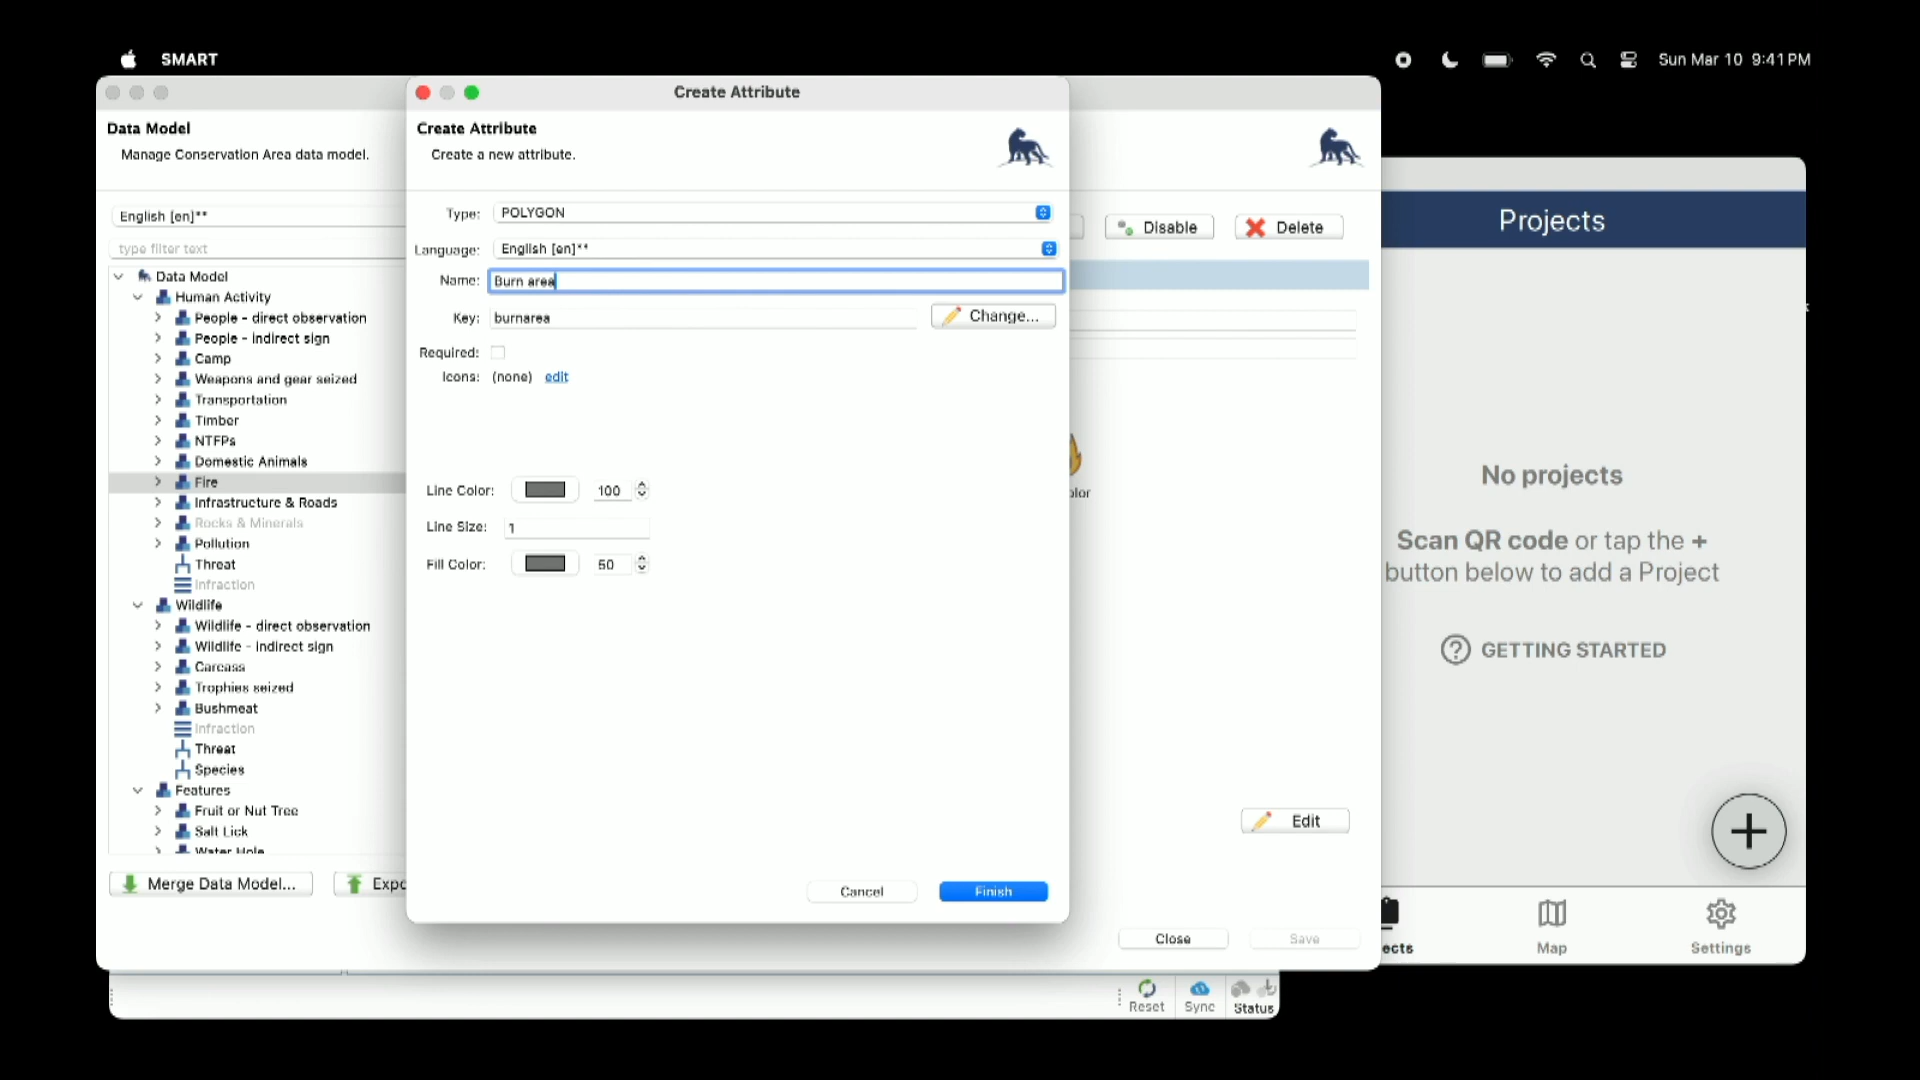 SMART
Sun Mar 10 9:41 PM
Create Attribute
Data Model
Manage Conservation Area data model.
Create Attribute
Create a new attribute.
English [en]**
type filter text
Data Model
Human Activity
People - direct observation
People - indirect sign
Camp
Weapons and gear seized
Transportation
Timber
NTFPs
Domestic Animals
Fire
Infrastructure & Roads
Rocks & Minerals
Pollution
Threat
Infraction
Wildlife
Wildlife - direct observation
Wildlife - indirect sign
Carcass
Trophies seized
Bushmeat
Infraction
Threat
Species
Features
Fruit or Nut Tree
Salt Lick
Water Hole
Merge Data Model...
Expo
Type: POLYGON
Language: English [en]**
Name: Burn area
Key: burnarea
Change...
Required:
Icons: (none) edit
Line Color: 100
Line Size: 1
Fill Color: 50
Cancel
Finish
Disable
Delete
olor
Edit
Close
Save
Reset
Sync
Status
Projects
No projects
Scan QR code or tap the +
button below to add a Project
? GETTING STARTED
+
ects
Map
Settings